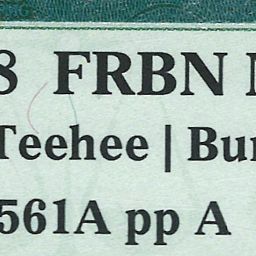 8 FRBN
Teehee | Bur
561A pp A